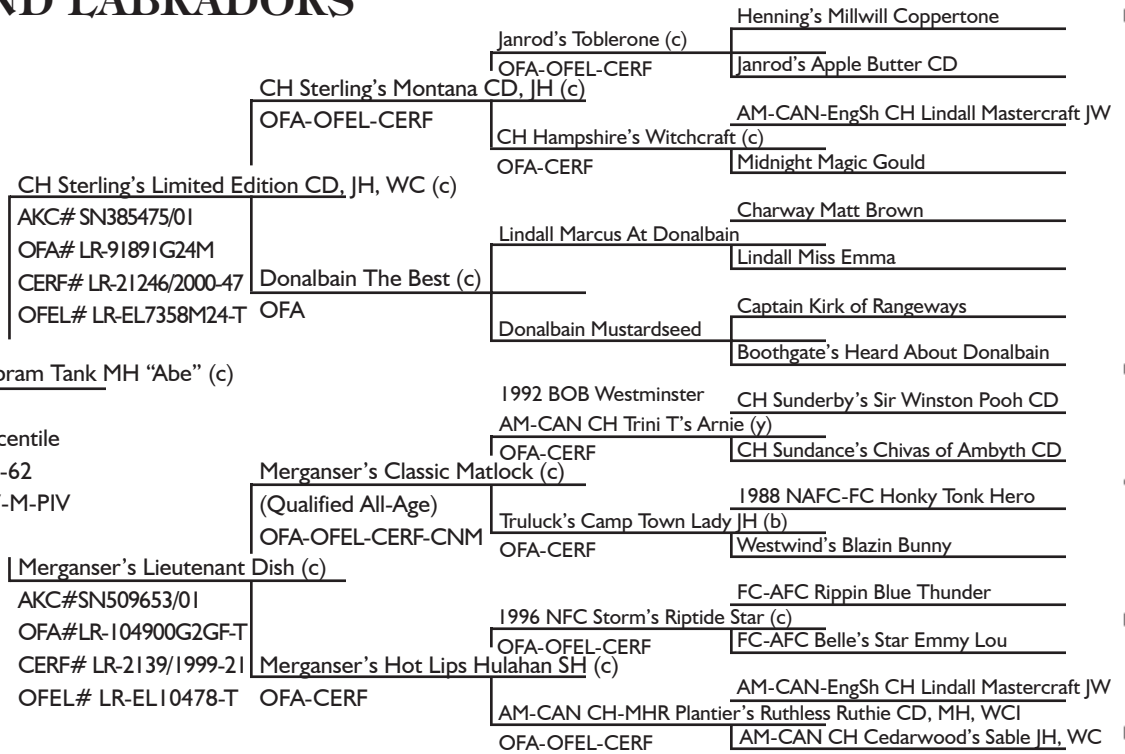 ND LABRADORS
Henning's Millwill Coppertone
Janrod's Toblerone (c)
OFA-OFEL-CERF
Janrod's Apple Butter CD
CH Sterling's Montana CD, JH (c)
OFA-OFEL-CERF
AM-CAN-EngSh CH Lindall Mastercraft JW
CH Hampshire's Witchcraft (c)
OFA-CERF
Midnight Magic Gould
CH Sterling's Limited Edition CD, JH, WC (c)
AKC# SN385475/01
OFA# LR-91891G24M
CERF# LR-21246/2000-47
OFEL# LR-EL7358M24-T
Charway Matt Brown
Lindall Marcus At Donalbain
Lindall Miss Emma
Donalbain The Best (c)
OFA
Captain Kirk of Rangeways
Donalbain Mustardseed
Boothgate's Heard About Donalbain
bram Tank MH “Abe” (c)
centile
-62
-M-PIV
1992 BOB Westminster
CH Sunderby's Sir Winston Pooh CD
AM-CAN CH Trini T's Arnie (y)
OFA-CERF
CH Sundance's Chivas of Ambyth CD
Merganser's Classic Matlock (c)
(Qualified All-Age)
OFA-OFEL-CERF-CNM
1988 NAFC-FC Honky Tonk Hero
Truluck's Camp Town Lady JH (b)
OFA-CERF
Westwind's Blazin Bunny
Merganser's Lieutenant Dish (c)
AKC#SN509653/01
OFA#LR-104900G2GF-T
CERF# LR-2139/1999-21
OFEL# LR-EL10478-T
FC-AFC Rippin Blue Thunder
1996 NFC Storm's Riptide Star (c)
OFA-OFEL-CERF
FC-AFC Belle's Star Emmy Lou
Merganser's Hot Lips Hulahan SH (c)
OFA-CERF
AM-CAN-EngSh CH Lindall Mastercraft JW
AM-CAN CH-MHR Plantier's Ruthless Ruthie CD, MH, WCI
OFA-OFEL-CERF
AM-CAN CH Cedarwood's Sable JH, WC